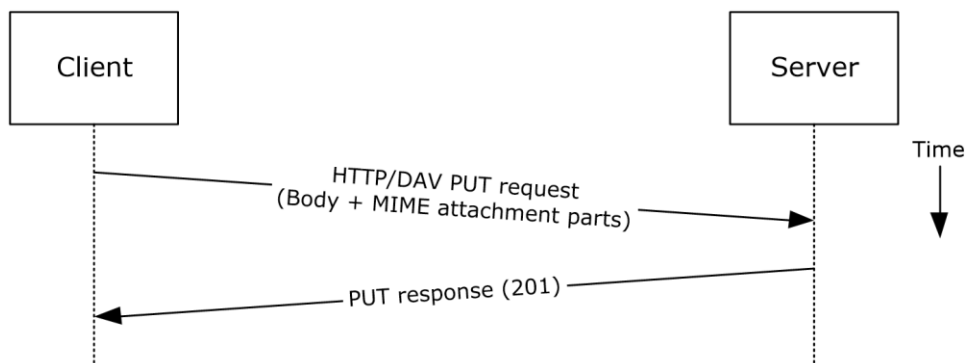 Client
Server
Time
HTTP/DAV PUT request
(Body + MIME attachment parts)
PUT response (201)